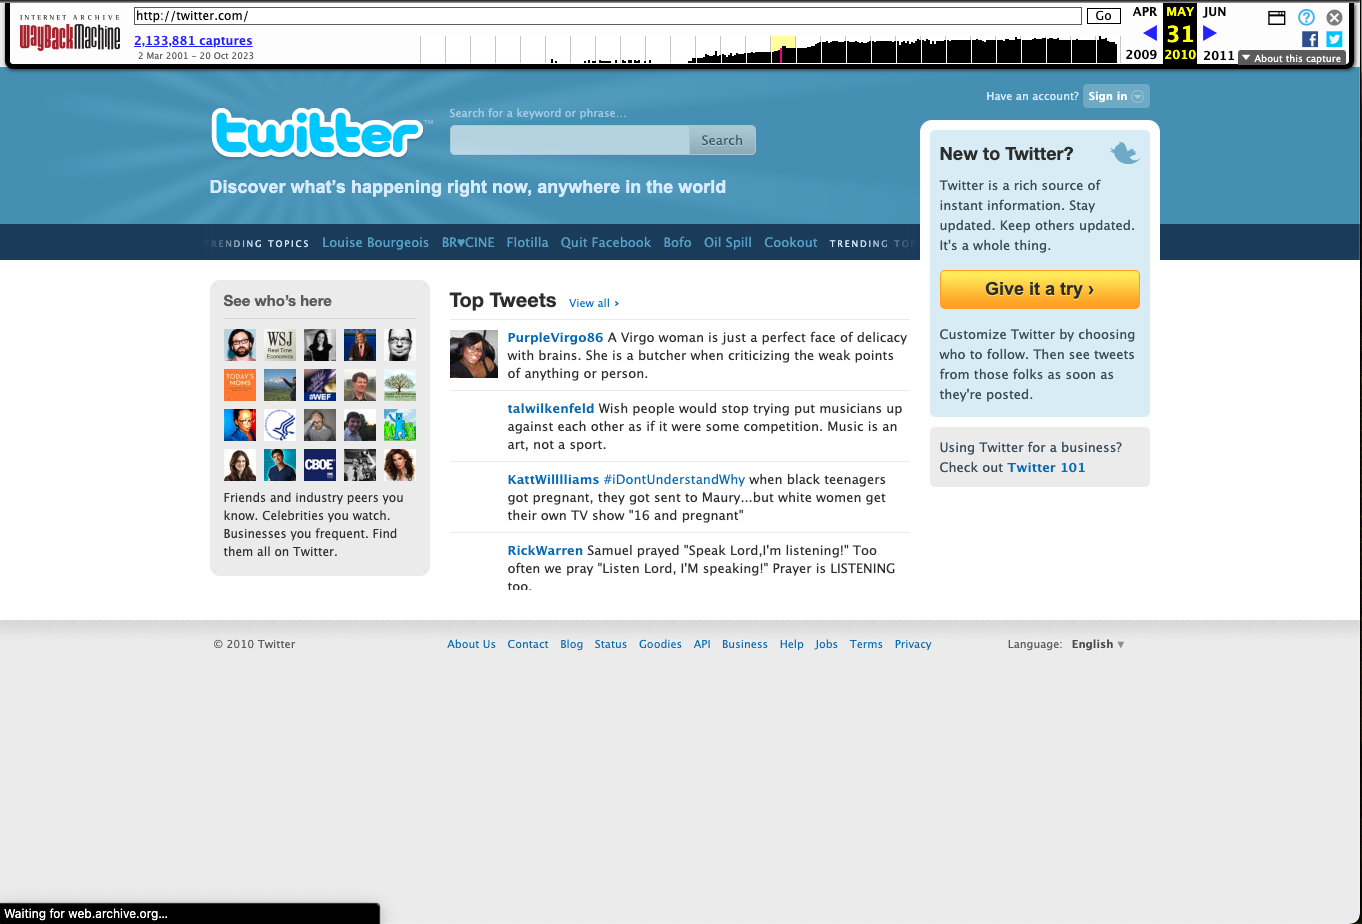 INTERNET ARCHIVE
WayBackMachine
http://twitter.com/
Go
2,133,881 captures
2 Mar 2001 – 20 Oct 2023
APR MAY JUN
31
2009 2010 2011
About this capture
Have an account? Sign in
twitter™
Search for a keyword or phrase...
Search
Discover what's happening right now, anywhere in the world
TRENDING TOPICS Louise Bourgeois BR♥CINE Flotilla Quit Facebook Bofo Oil Spill Cookout TRENDING TO
New to Twitter?
Twitter is a rich source of
instant information. Stay
updated. Keep others updated.
It's a whole thing.
Give it a try ›
Customize Twitter by choosing
who to follow. Then see tweets
from those folks as soon as
they're posted.
Using Twitter for a business?
Check out Twitter 101
See who's here
WSJ
Real Time
Economics
TODAY'S
MOMS
#WEF
CBOE
Friends and industry peers you
know. Celebrities you watch.
Businesses you frequent. Find
them all on Twitter.
Top Tweets View all ›
PurpleVirgo86 A Virgo woman is just a perfect face of delicacy
with brains. She is a butcher when criticizing the weak points
of anything or person.
talwilkenfeld Wish people would stop trying put musicians up
against each other as if it were some competition. Music is an
art, not a sport.
KattWillliams #iDontUnderstandWhy when black teenagers
got pregnant, they got sent to Maury...but white women get
their own TV show "16 and pregnant"
RickWarren Samuel prayed "Speak Lord,I'm listening!" Too
often we pray "Listen Lord, I'M speaking!" Prayer is LISTENING
too.
© 2010 Twitter
About Us Contact Blog Status Goodies API Business Help Jobs Terms Privacy
Language: English
Waiting for web.archive.org...